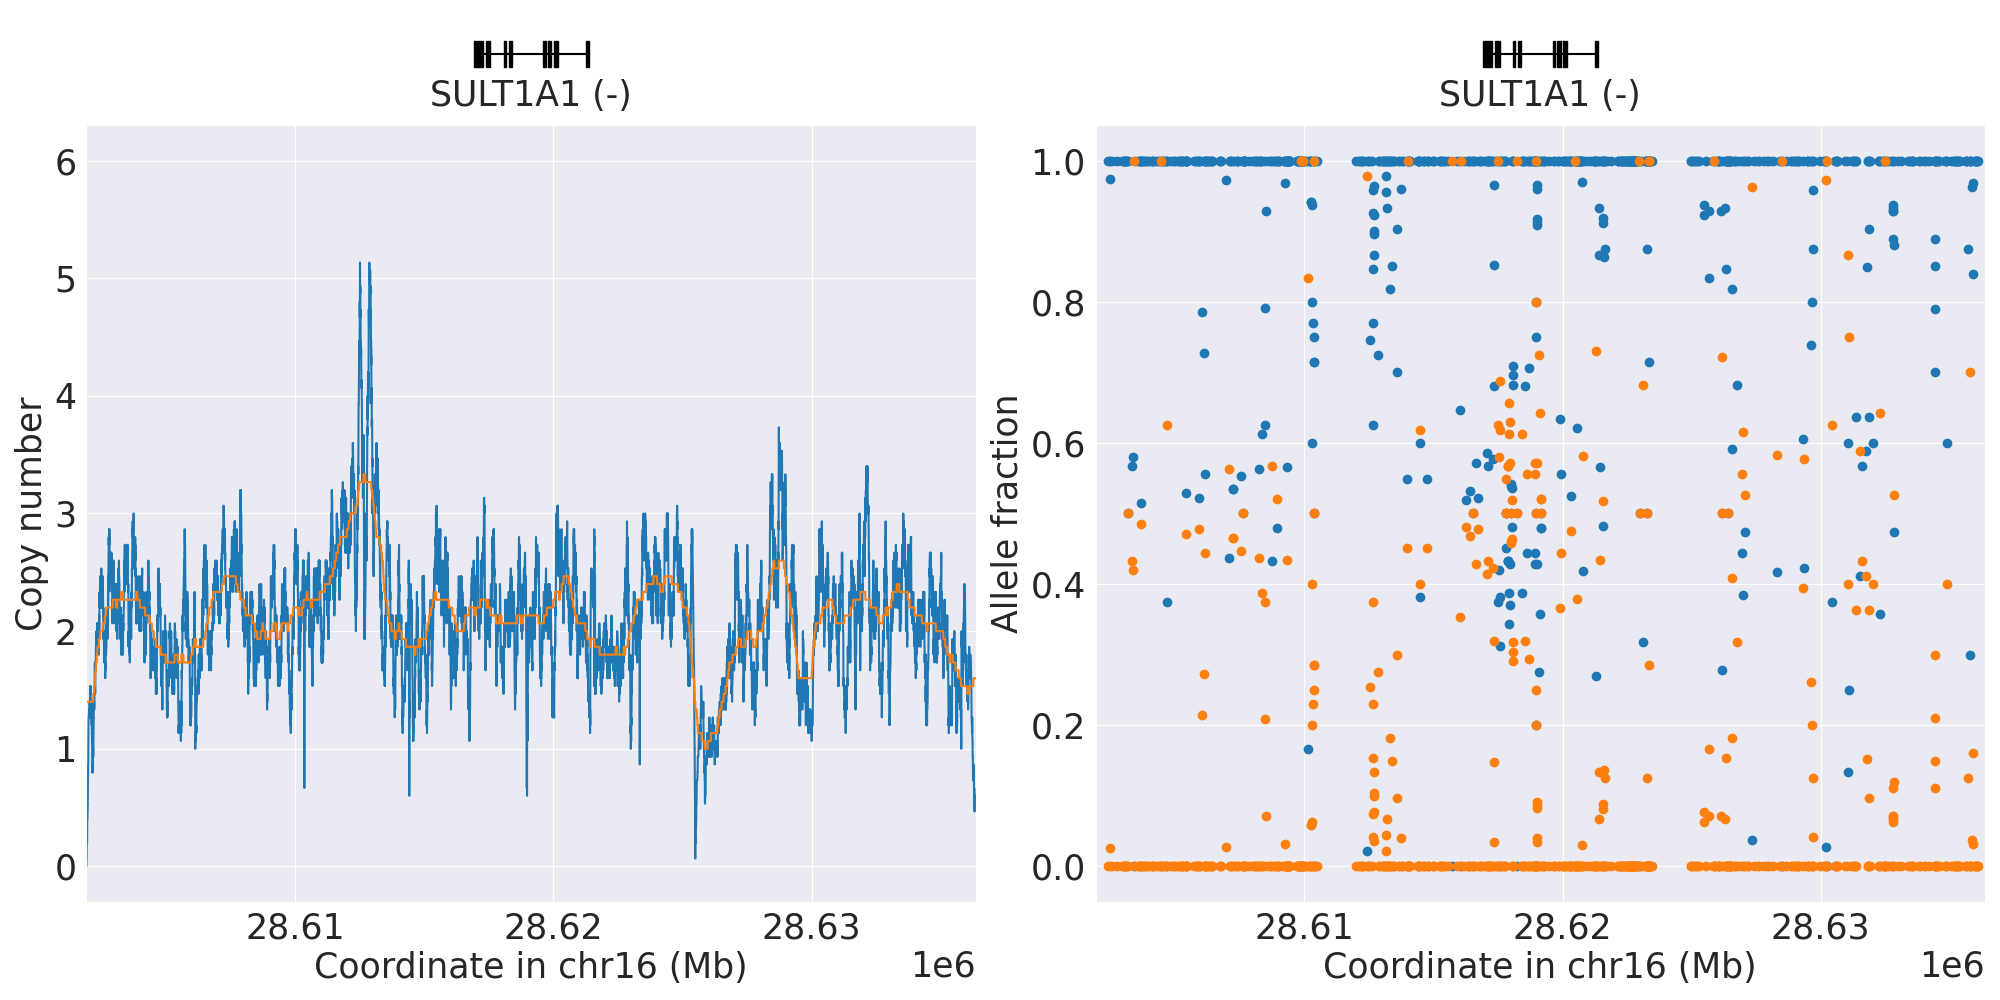 SULT1A1 (-)
6
5
4
3
2
1
0
Copy number
28.61
28.62
28.63
Coordinate in chr16 (Mb)
1e6
SULT1A1 (-)
1.0
0.8
0.6
0.4
0.2
0.0
Allele fraction
28.61
28.62
28.63
Coordinate in chr16 (Mb)
1e6